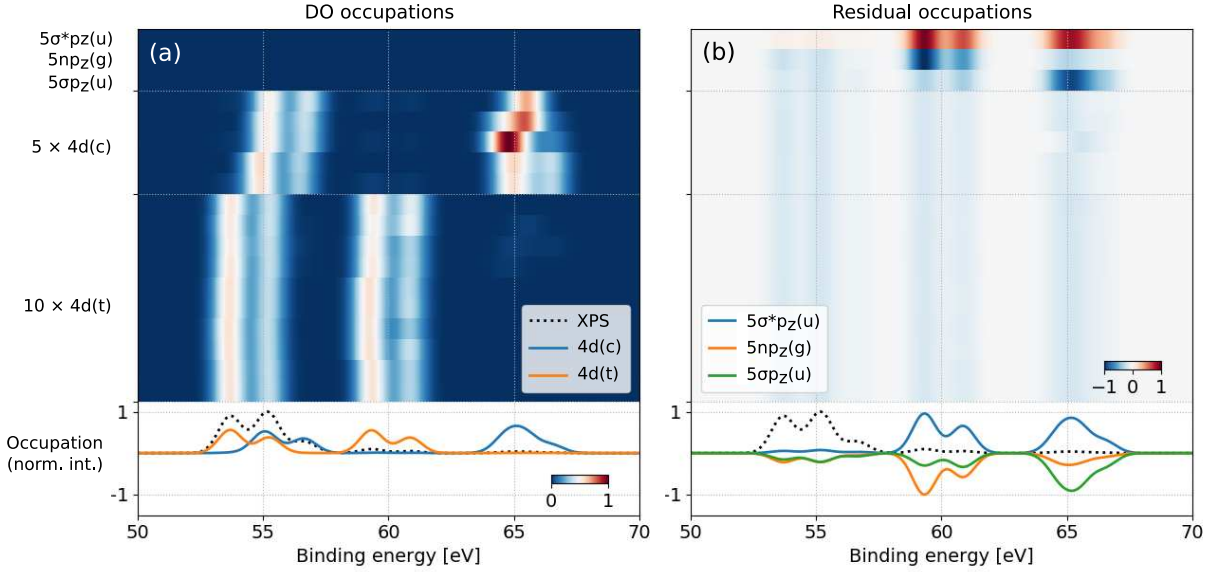 DO occupations
Residual occupations
5σ*pz(u)
5npz(g)
5σpz(u)
5 × 4d(c)
10 × 4d(t)
(a)
XPS
4d(c)
4d(t)
(b)
5σ*pz(u)
5npz(g)
5σpz(u)
−1 0 1
Occupation
(norm. int.)
1
0
-1
0 1
1
0
-1
50 55 60 65 70
Binding energy [eV]
50 55 60 65 70
Binding energy [eV]